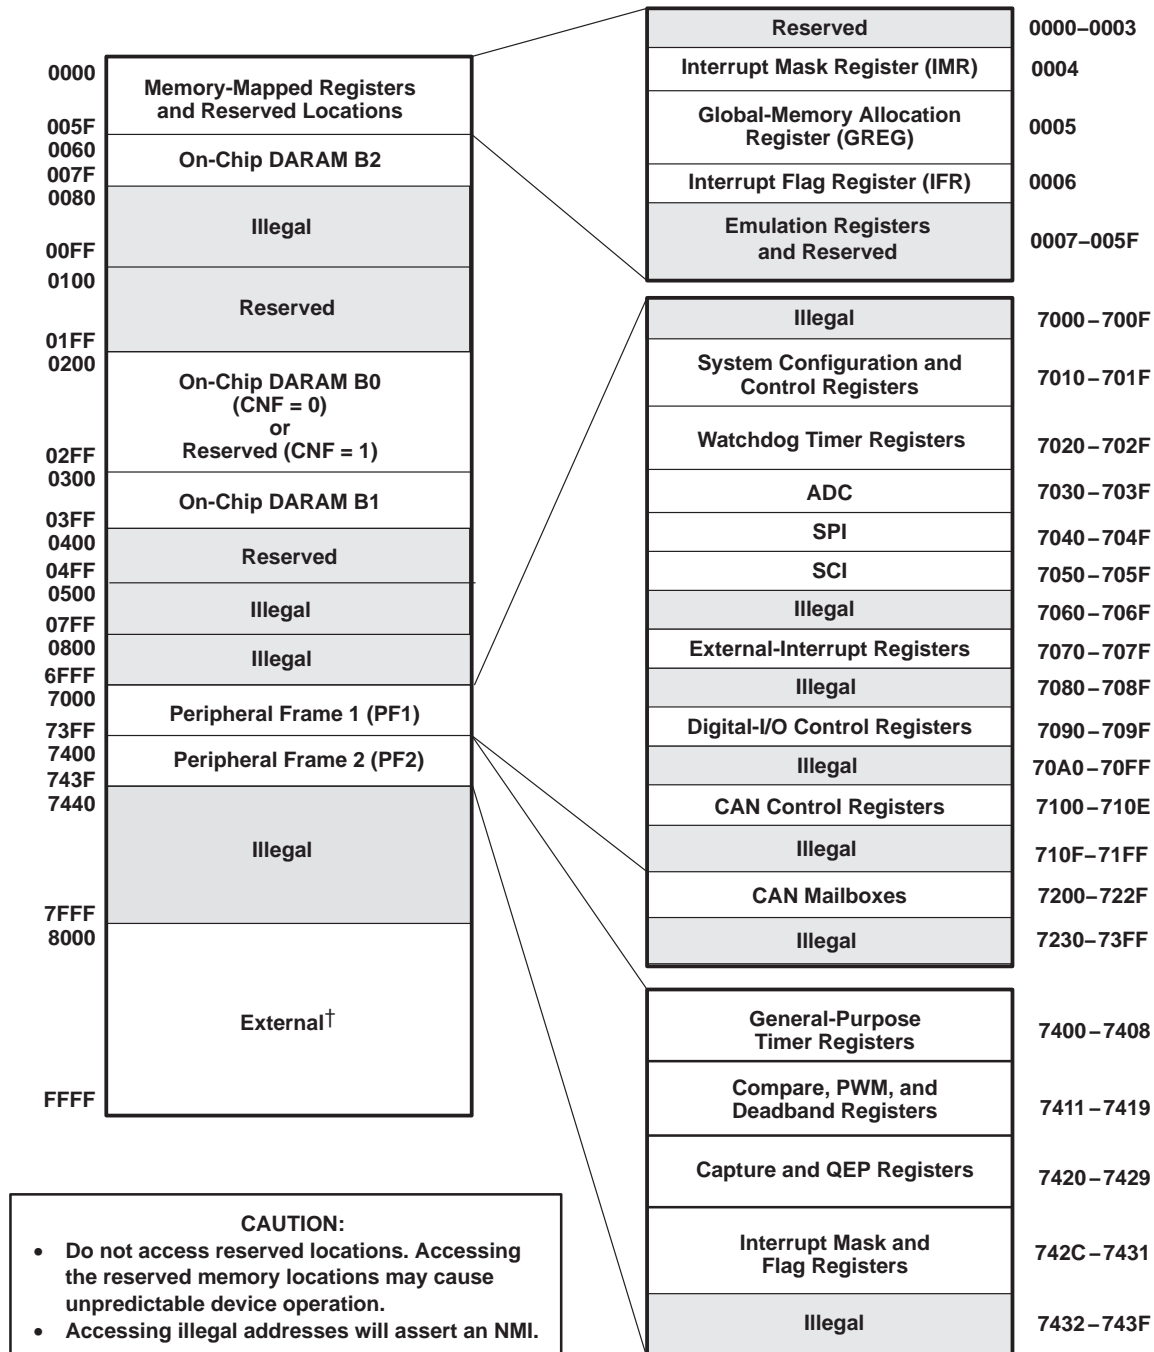 0000
Memory-Mapped Registers
and Reserved Locations
005F
0060
On-Chip DARAM B2
007F
0080
Illegal
00FF
0100
Reserved
01FF
0200
On-Chip DARAM B0
(CNF = 0)
or
Reserved (CNF = 1)
02FF
0300
On-Chip DARAM B1
03FF
0400
Reserved
04FF
0500
Illegal
07FF
0800
Illegal
6FFF
7000
Peripheral Frame 1 (PF1)
73FF
7400
Peripheral Frame 2 (PF2)
743F
7440
Illegal
7FFF
8000
External†
FFFF
Reserved 0000–0003
Interrupt Mask Register (IMR) 0004
Global-Memory Allocation
Register (GREG) 0005
Interrupt Flag Register (IFR) 0006
Emulation Registers
and Reserved 0007–005F
Illegal 7000–700F
System Configuration and
Control Registers 7010–701F
Watchdog Timer Registers 7020–702F
ADC 7030–703F
SPI 7040–704F
SCI 7050–705F
Illegal 7060–706F
External-Interrupt Registers 7070–707F
Illegal 7080–708F
Digital-I/O Control Registers 7090–709F
Illegal 70A0–70FF
CAN Control Registers 7100–710E
Illegal 710F–71FF
CAN Mailboxes 7200–722F
Illegal 7230–73FF
General-Purpose
Timer Registers 7400–7408
Compare, PWM, and
Deadband Registers 7411–7419
Capture and QEP Registers 7420–7429
Interrupt Mask and
Flag Registers 742C–7431
Illegal 7432–743F
CAUTION:
• Do not access reserved locations. Accessing
the reserved memory locations may cause
unpredictable device operation.
• Accessing illegal addresses will assert an NMI.